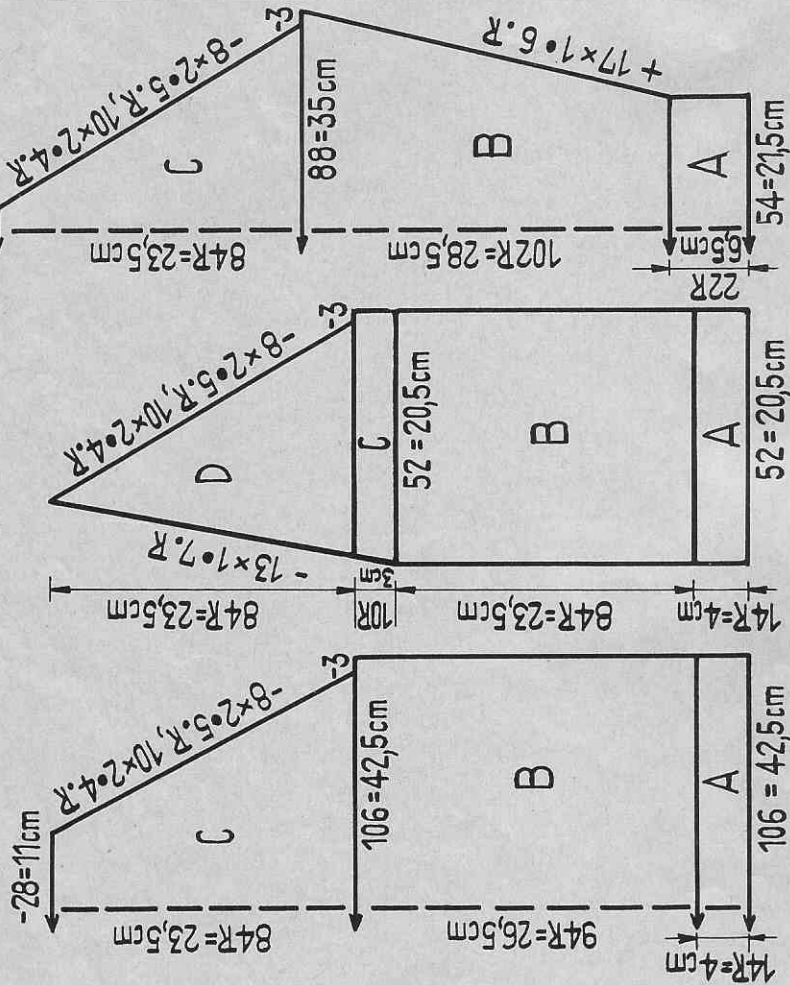 -28=11cm
-8×2•5.R,10×2•4.R
-3
C
84R=23,5cm
106=42,5cm
B
94R=26,5cm
A
14R=4cm
106=42,5cm
-8×2•5.R,10×2•4.R
-3
D
-13×1•7.R
84R=23,5cm
C
10R
3cm
52=20,5cm
B
84R=23,5cm
A
14R=4cm
52=20,5cm
-8×2•5.R,10×2•4.R
-3
C
84R=23,5cm
88=35cm
+17×1•6.R
B
102R=28,5cm
A
6,5cm
22R
54=21,5cm